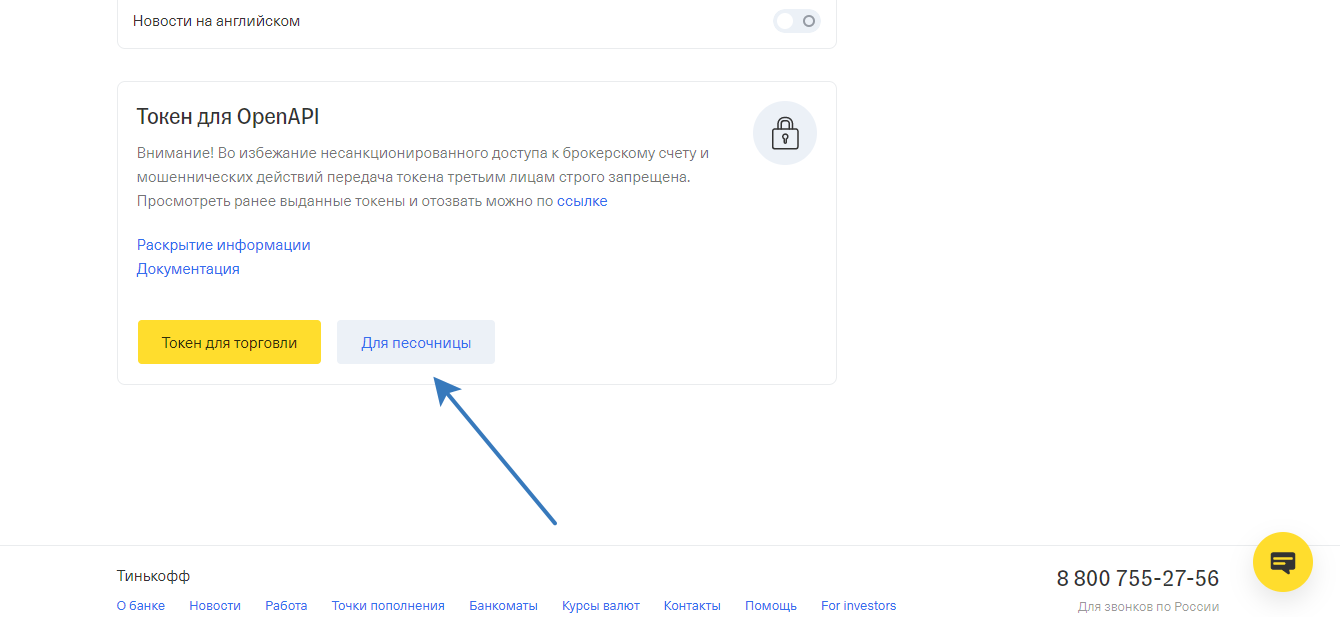 Новости на английском
Токен для OpenAPI
Внимание! Во избежание несанкционированного доступа к брокерскому счету и
мошеннических действий передача токена третьим лицам строго запрещена.
Просмотреть ранее выданные токены и отозвать можно по ссылке
Раскрытие информации
Документация
Токен для торговли
Для песочницы
Тинькофф
8 800 755-27-56
О банке Новости Работа Точки пополнения Банкоматы Курсы валют Контакты Помощь For investors
Для звонков по России